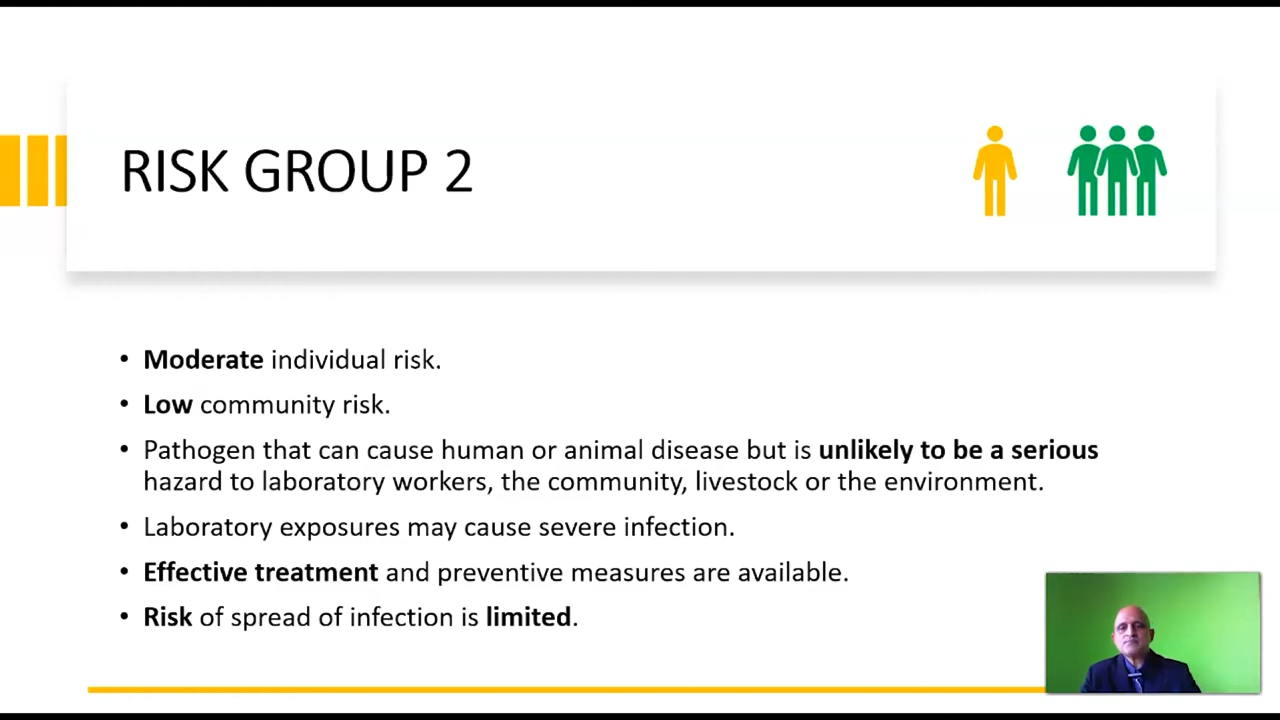 RISK GROUP 2
• Moderate individual risk.
• Low community risk.
• Pathogen that can cause human or animal disease but is unlikely to be a serious
hazard to laboratory workers, the community, livestock or the environment.
• Laboratory exposures may cause severe infection.
• Effective treatment and preventive measures are available.
• Risk of spread of infection is limited.